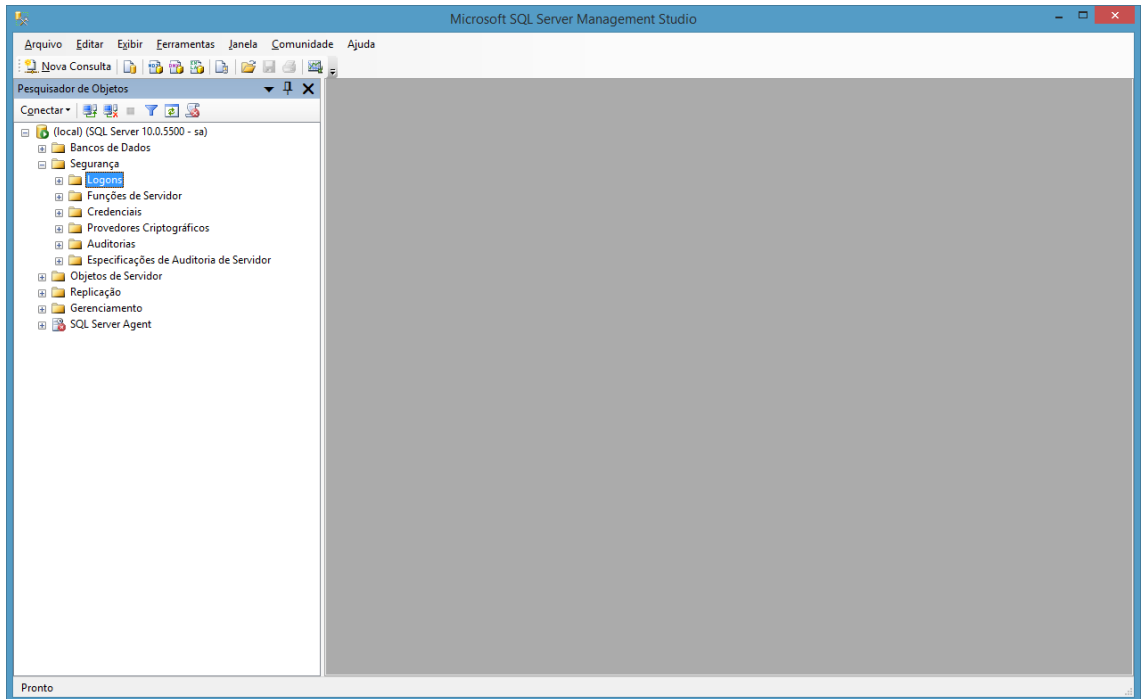 Microsoft SQL Server Management Studio
Arquivo Editar Exibir Ferramentas Janela Comunidade Ajuda
Nova Consulta
Pesquisador de Objetos
Conectar
(local) (SQL Server 10.0.5500 - sa)
Bancos de Dados
Segurança
Logons
Funções de Servidor
Credenciais
Provedores Criptográficos
Auditorias
Especificações de Auditoria de Servidor
Objetos de Servidor
Replicação
Gerenciamento
SQL Server Agent
Pronto